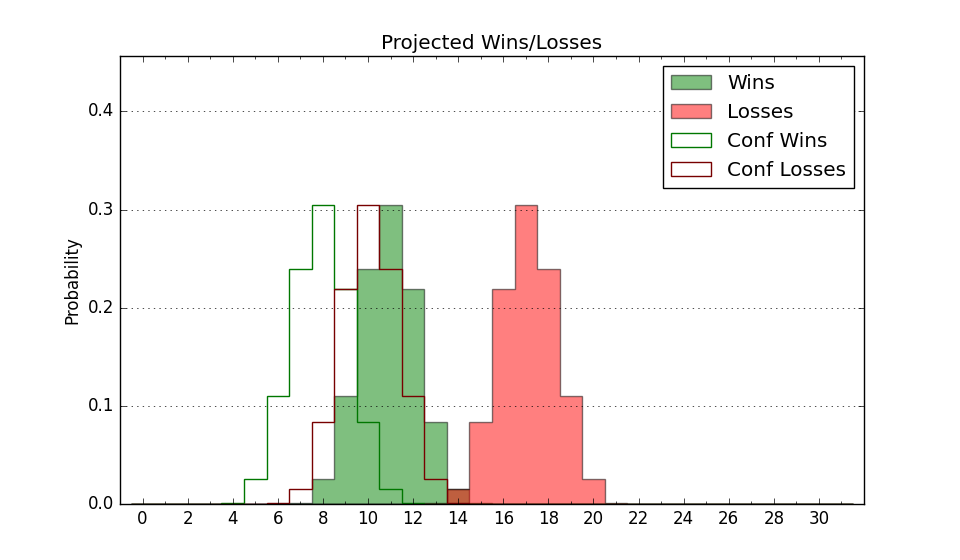 Projected Wins/Losses
Wins
Losses
Conf Wins
Conf Losses
Probability
0.4
0.3
0.2
0.1
0.0
0 2 4 6 8 10 12 14 16 18 20 22 24 26 28 30